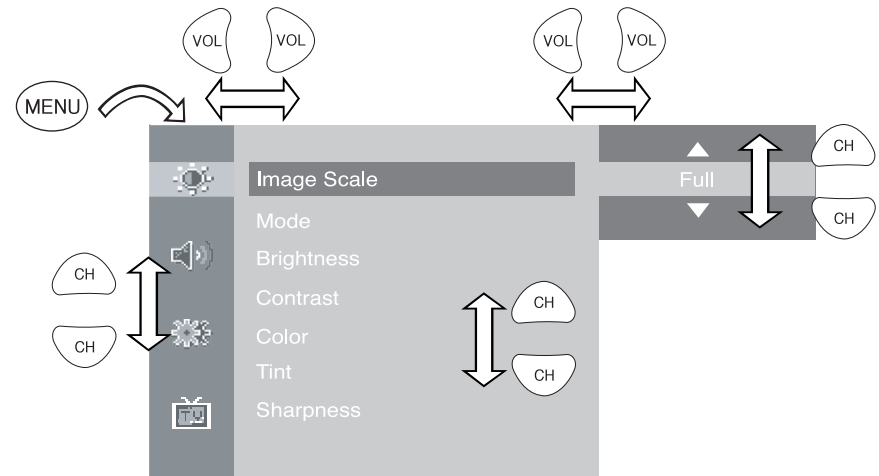 VOL VOL VOL VOL
MENU
CH
Image Scale Full
Mode
CH
Brightness
CH
Contrast CH
Color
CH
Tint CH
Sharpness
TV